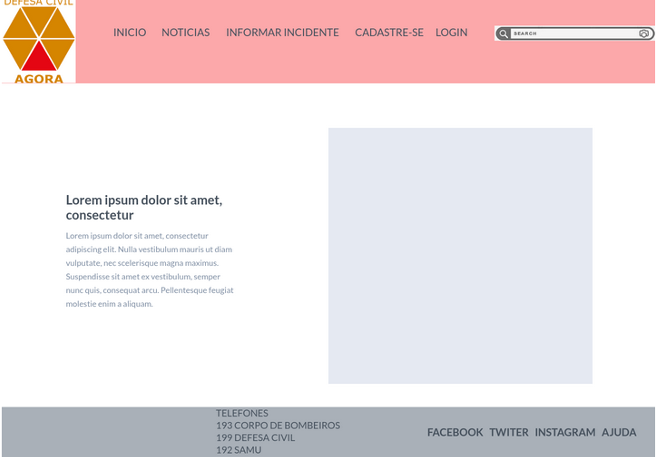 DEFESA CIVIL
AGORA
INICIO NOTICIAS INFORMAR INCIDENTE CADASTRE-SE LOGIN
SEARCH
Lorem ipsum dolor sit amet,
consectetur
Lorem ipsum dolor sit amet, consectetur
adipiscing elit. Nulla vestibulum mauris ut diam
vulputate, nec scelerisque magna maximus.
Suspendisse sit amet ex vestibulum, semper
nunc quis, consequat arcu. Pellentesque feugiat
molestie enim a aliquam.
TELEFONES
193 CORPO DE BOMBEIROS
199 DEFESA CIVIL
192 SAMU
FACEBOOK TWITER INSTAGRAM AJUDA